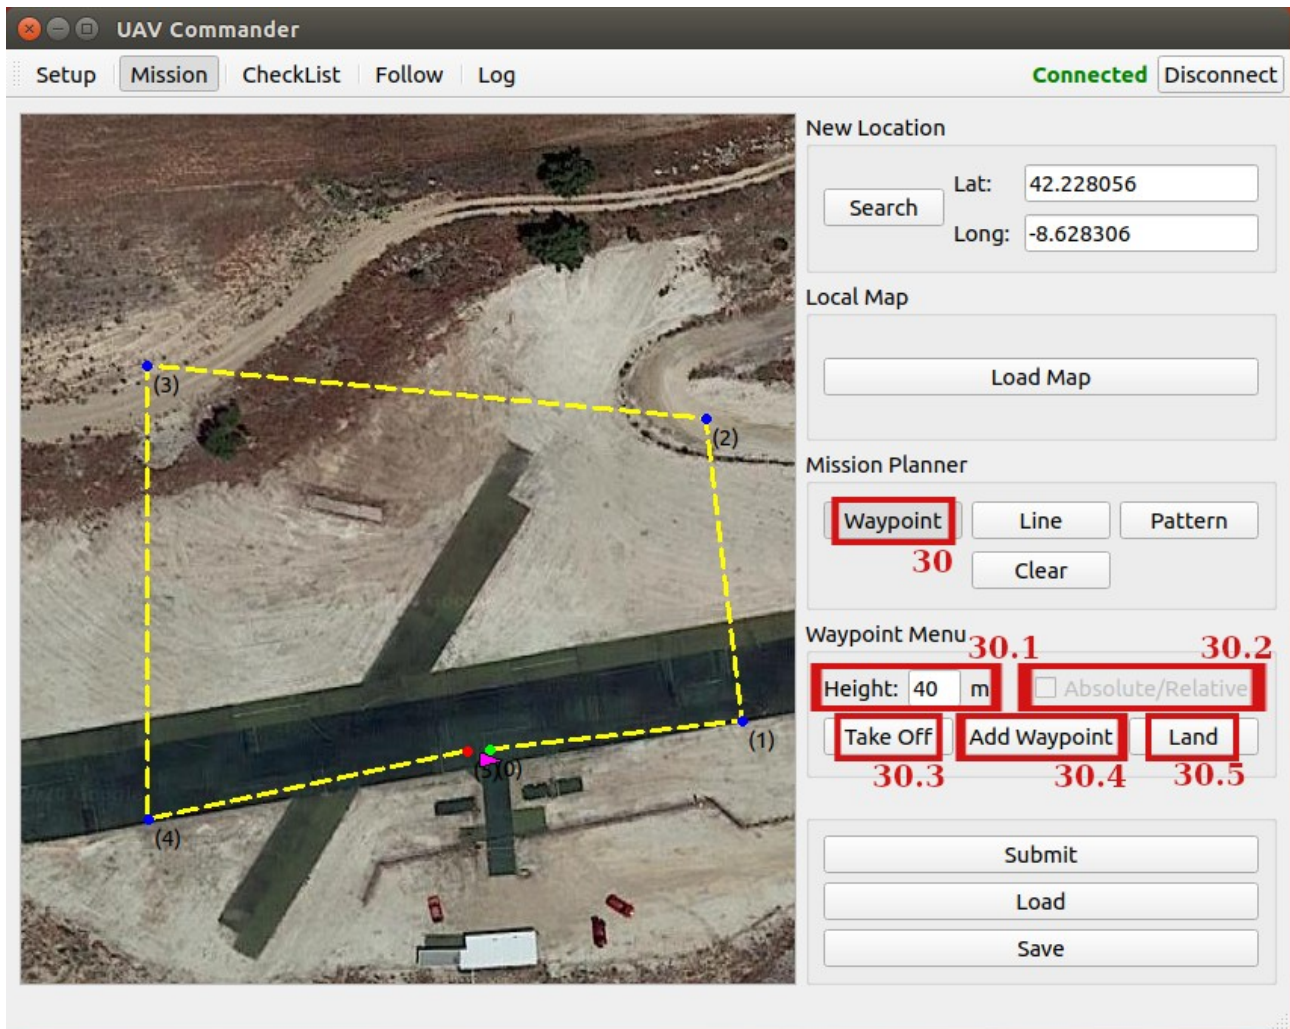 UAV Commander
Setup Mission CheckList Follow Log Connected Disconnect
New Location
Search
Lat: 42.228056
Long: -8.628306
Local Map
Load Map
Mission Planner
Waypoint Line Pattern
30
Clear
Waypoint Menu
30.1 30.2
Height: 40 m Absolute/Relative
Take Off Add Waypoint Land
30.3 30.4 30.5
Submit
Load
Save
(3)
(2)
(1)
(5)(0)
(4)